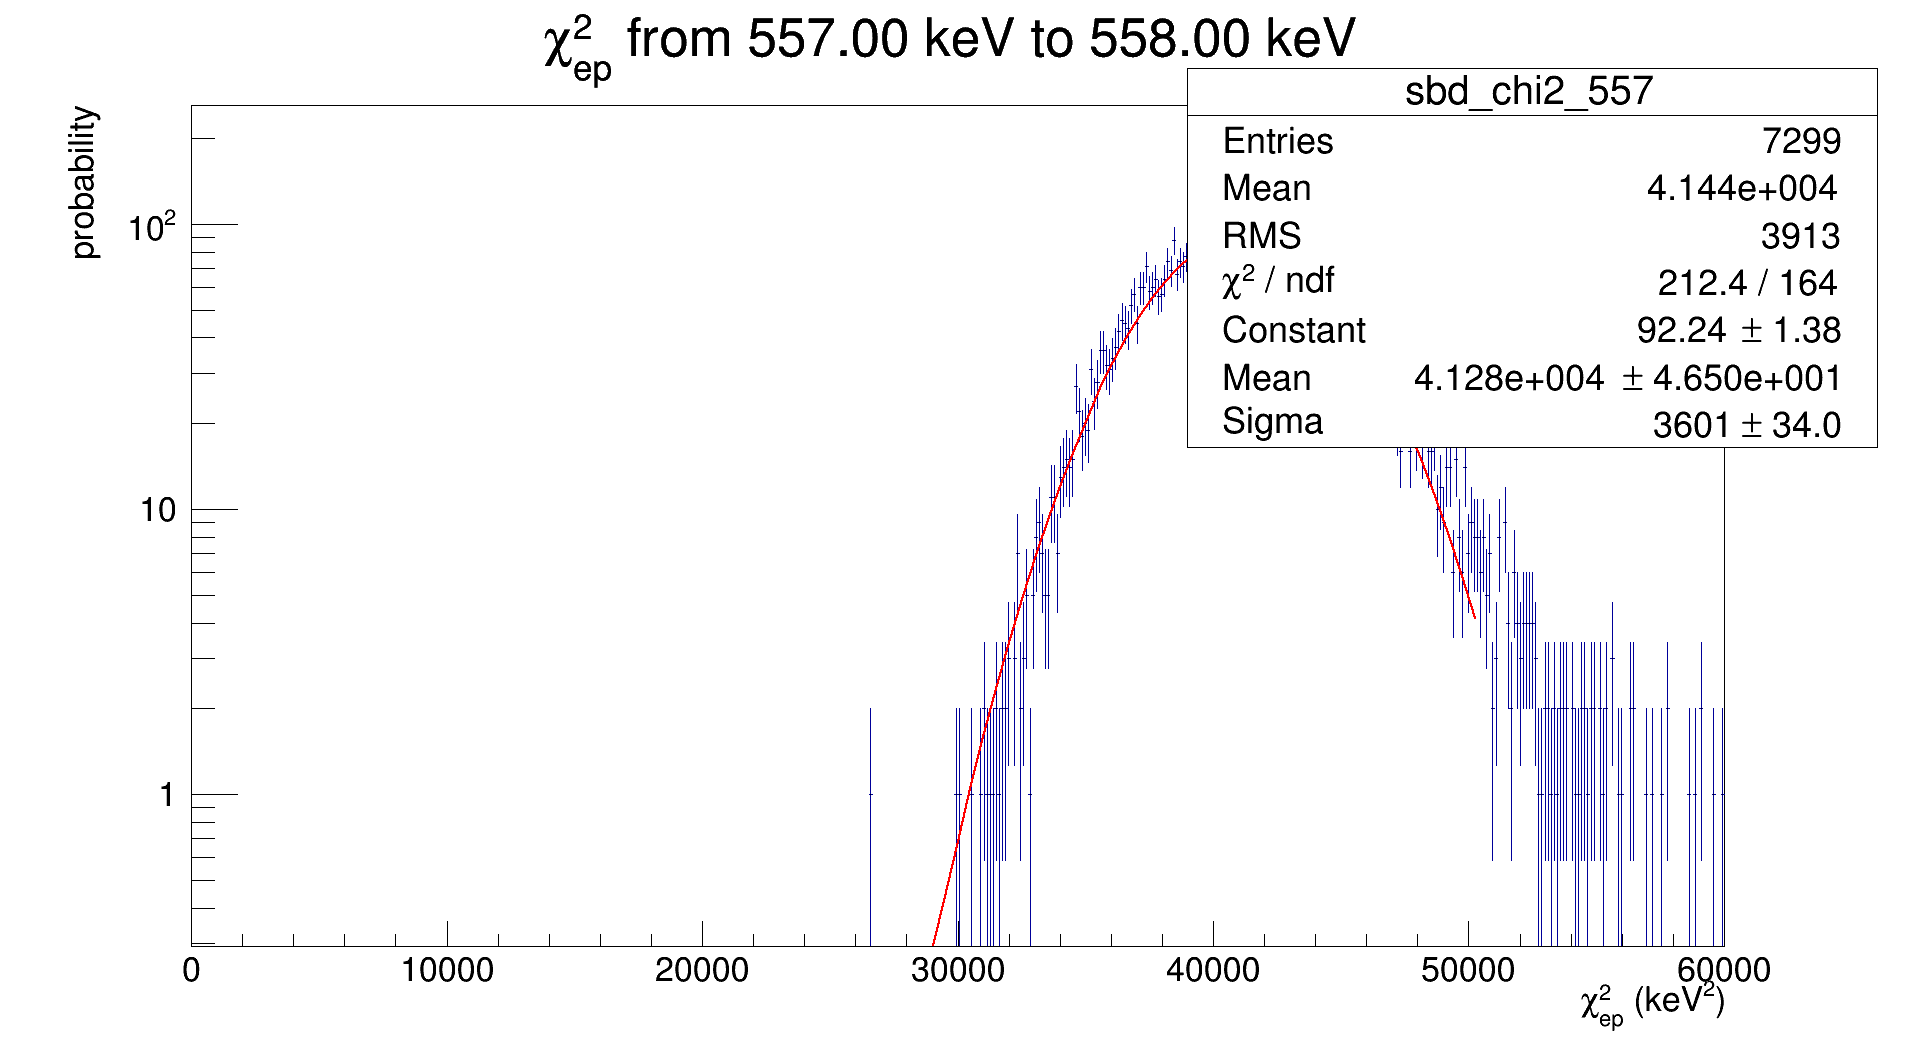 χ²ep from 557.00 keV to 558.00 keV
sbd_chi2_557
Entries 7299
Mean 4.144e+004
RMS 3913
χ² / ndf 212.4 / 164
Constant 92.24 ± 1.38
Mean 4.128e+004 ± 4.650e+001
Sigma 3601 ± 34.0
probability
10²
10
1
0 10000 20000 30000 40000 50000 60000
χ²ep (keV²)